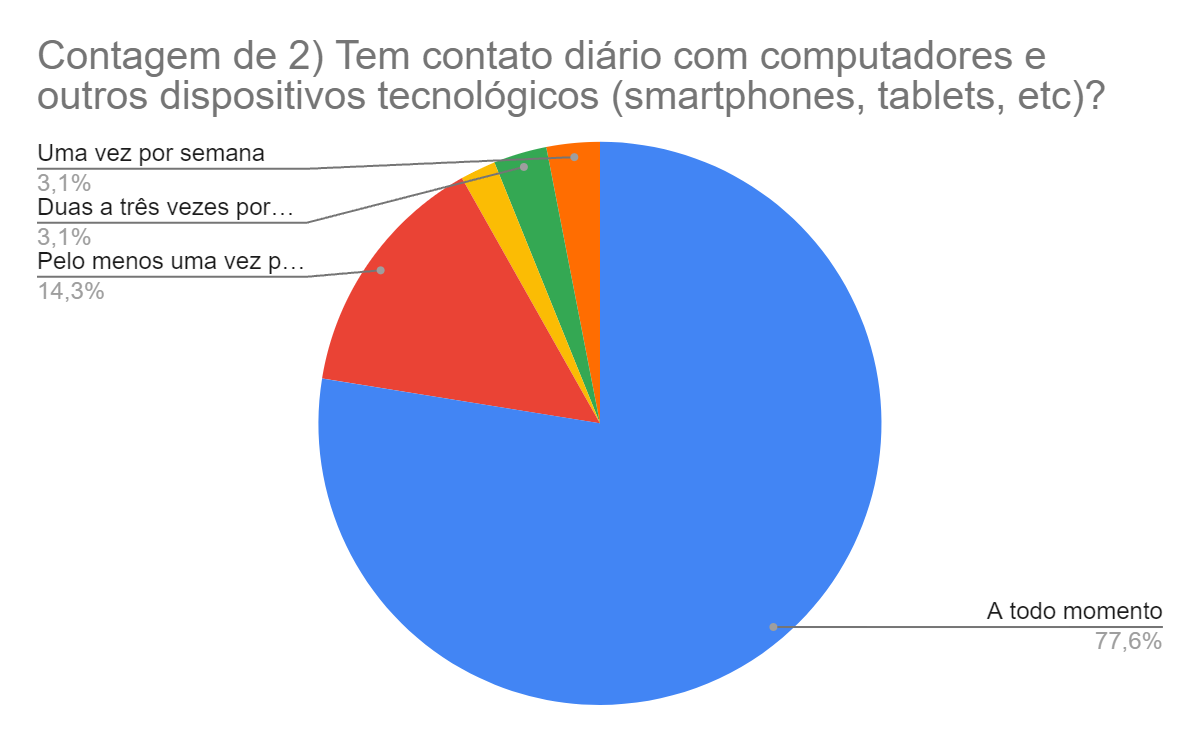 Contagem de 2) Tem contato diário com computadores e
outros dispositivos tecnológicos (smartphones, tablets, etc)?
Uma vez por semana
3,1%
Duas a três vezes por…
3,1%
Pelo menos uma vez p…
14,3%
A todo momento
77,6%